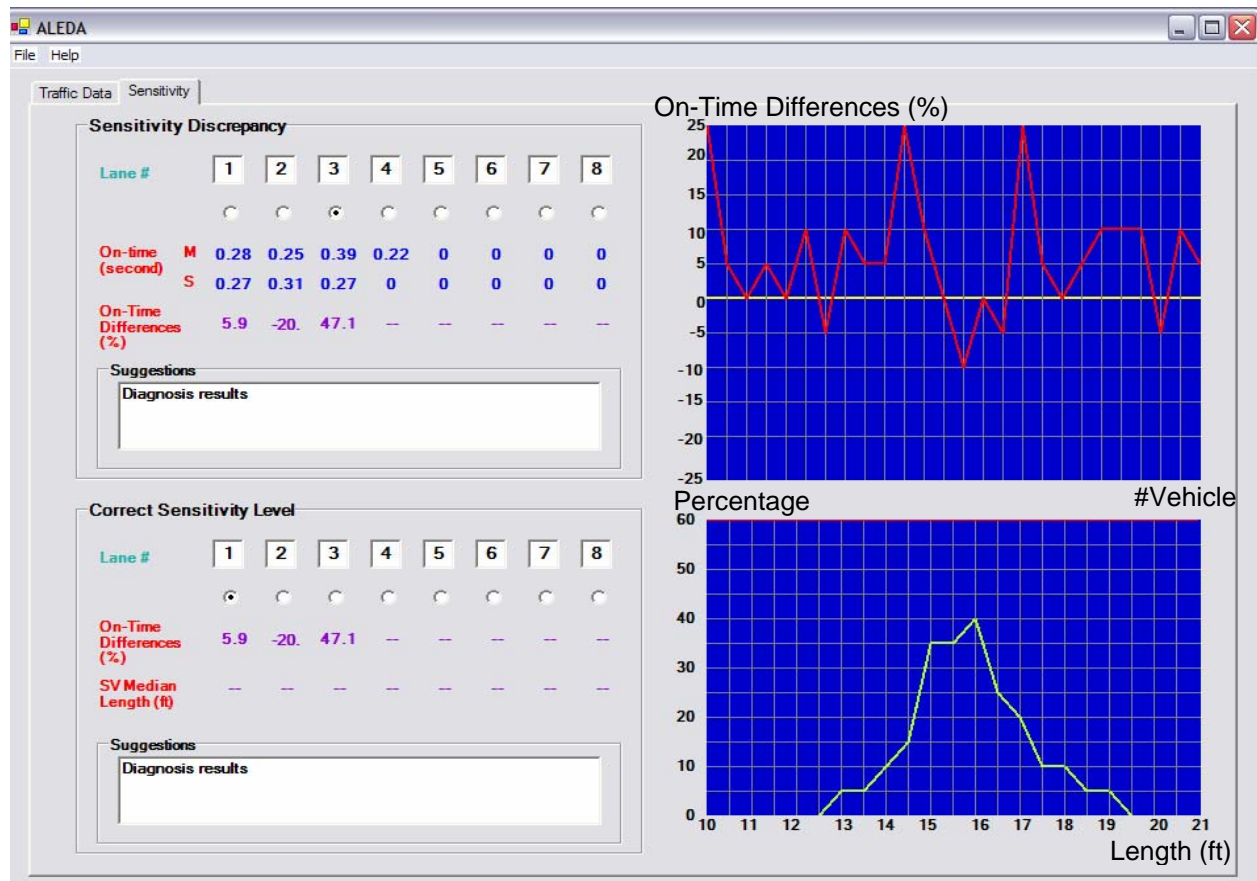 ALEDA
File Help
Traffic Data Sensitivity
Sensitivity Discrepancy
Lane # 1 2 3 4 5 6 7 8
On-time (second) M 0.28 0.25 0.39 0.22 0 0 0 0
S 0.27 0.31 0.27 0 0 0 0 0
On-Time
Differences 5.9 -20. 47.1 -- -- -- -- --
(%)
Suggestions
Diagnosis results
Correct Sensitivity Level
Lane # 1 2 3 4 5 6 7 8
On-Time
Differences 5.9 -20. 47.1 -- -- -- -- --
(%)
SV Median -- -- -- -- -- -- -- --
Length (ft)
Suggestions
Diagnosis results
On-Time Differences (%)
25
20
15
10
5
0
-5
-10
-15
-20
-25
#Vehicle
Percentage
60
50
40
30
20
10
0
10 11 12 13 14 15 16 17 18 19 20 21
Length (ft)